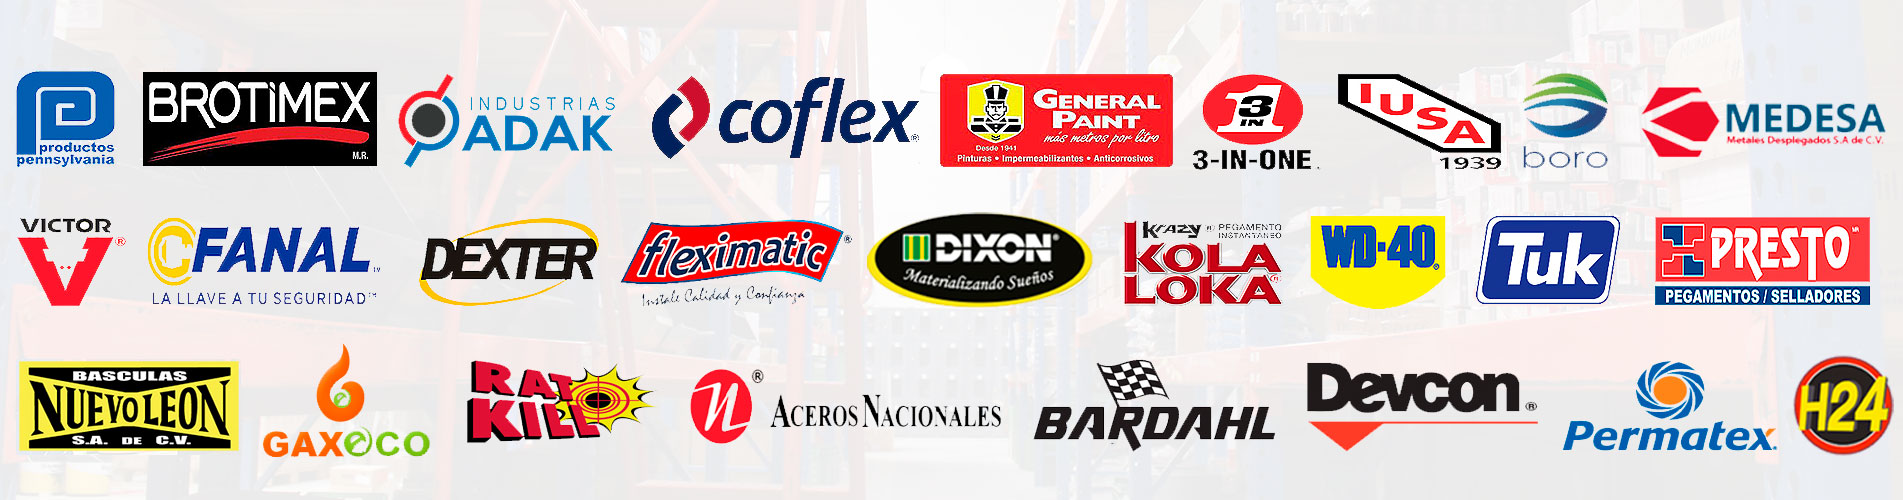 productos
pennsylvania
BROTIMEX
M.R.
INDUSTRIAS
ADAK
coflex®
GENERAL
PAINT
más metros por litro
Desde 1941
Pinturas • Impermeabilizantes • Anticorrosivos
3
IN
1
3-IN-ONE
IUSA
1939
boro
MEDESA
Metales Desplegados S.A de C.V.
VICTOR
V®
FANAL
LA LLAVE A TU SEGURIDAD
DEXTER
fleximatic®
Instale Calidad y Confianza
DIXON®
Materializando Sueños
Krazy® PEGAMENTO
INSTANTANEO
KOLA
LOKA®
WD-40®
Tuk
PRESTO
PEGAMENTOS / SELLADORES
BASCULAS
NUEVO LEON
S.A. DE C.V.
GAXECO
RAT
KILL
®
ACEROS NACIONALES
BARDAHL
Devcon®
Permatex
H24